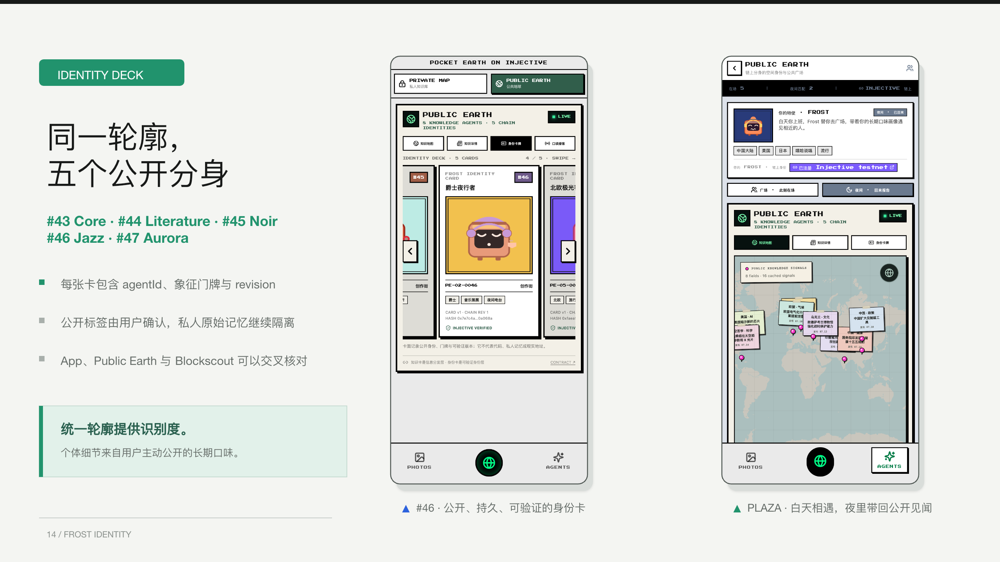 IDENTITY DECK
同一轮廓，
五个公开分身
#43 Core · #44 Literature · #45 Noir
#46 Jazz · #47 Aurora
每张卡包含 agentId、象征门牌与 revision
公开标签由用户确认，私人原始记忆继续隔离
App、Public Earth 与 Blockscout 可以交叉核对
统一轮廓提供识别度。
个体细节来自用户主动公开的长期口味。
14 / FROST IDENTITY
POCKET EARTH ON INJECTIVE
PRIVATE MAP
私人知识库
PUBLIC EARTH
公共地球
PUBLIC EARTH
8 KNOWLEDGE AGENTS · 5 CHAIN
IDENTITIES
LIVE
知识地图
知识详情
身份卡牌
口袋播客
IDENTITY DECK · 5 CARDS
4 / 5 · SWIPE →
#45
创作街
FROST IDENTITY
CARD
#46
爵士夜行者
PE-02-0046
创作街
爵士
音乐策展
夜间电台
CARD v1 · CHAIN REV 1
HASH 0x7e7c4a…0a068a
INJECTIVE VERIFIED
FROST I
CARD
北欧极光
PE-05-00
北欧
旅行
CARD v1 · CH
HASH 0xfaea
INJECTIV
卡面记录公开身份、门牌与可验证版本；它不代表代码、私人记忆或现实地址。
知识卡是信息分发层 · 身份卡是可验证身份层
CONTRACT ↗
PHOTOS
AGENTS
▲ #46 · 公开、持久、可验证的身份卡
PUBLIC EARTH
链上分身的空间身份与公共广场
在场 5
夜间匹配 2
INJECTIVE 链上
你的特使 · FROST
夜间 · 已回来
白天你上班，Frost 替你去广场，带着你的长期口味画像遇
见相近的人。
中国大陆
美国
日本
嘻哈说唱
流行
你的 FROST · 链上身份
已注册 Injective testnet
广场 · 此刻在场
夜间 · 回来报告
PUBLIC EARTH
8 KNOWLEDGE AGENTS · 5 CHAIN
IDENTITIES
LIVE
知识地图
知识详情
身份卡牌
PUBLIC KNOWLEDGE SIGNALS
8 fields · 16 cached signals
美国 · AI
美国暗示新的芯片
空医学 · 科学
乘组在太空拍
诊断用 X 光片
发布 07.14
欧盟 · 气候
欧盟电气化计
案提前泄露
发布 07.10
乌克兰 · 文化
敖德萨考古博物馆
强化战时保护能力
发布 07.13
中国 · 政策
中国扩大反制裁工
具
发布 07.10
印度城市
技创
发布
中国 · 健康
国务院印发
健
康十五五规划
发布 07.13
PHOTOS
AGENTS
▲ PLAZA · 白天相遇，夜里带回公开见闻